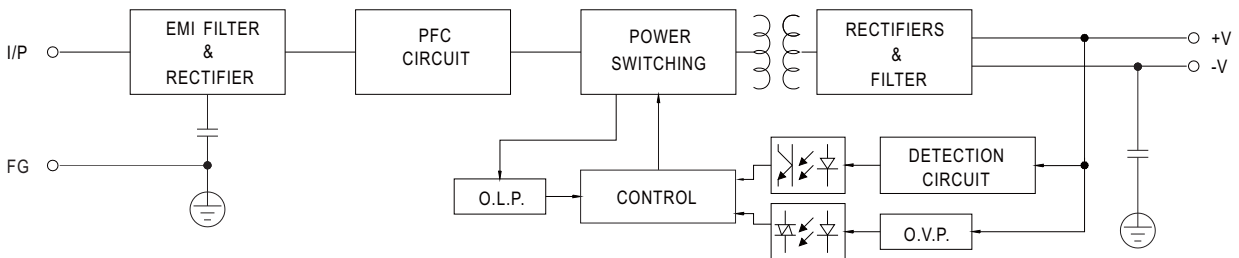 I/P
EMI FILTER
&
RECTIFIER
PFC
CIRCUIT
POWER
SWITCHING
RECTIFIERS
&
FILTER
+V
-V
FG
O.L.P.
CONTROL
DETECTION
CIRCUIT
O.V.P.